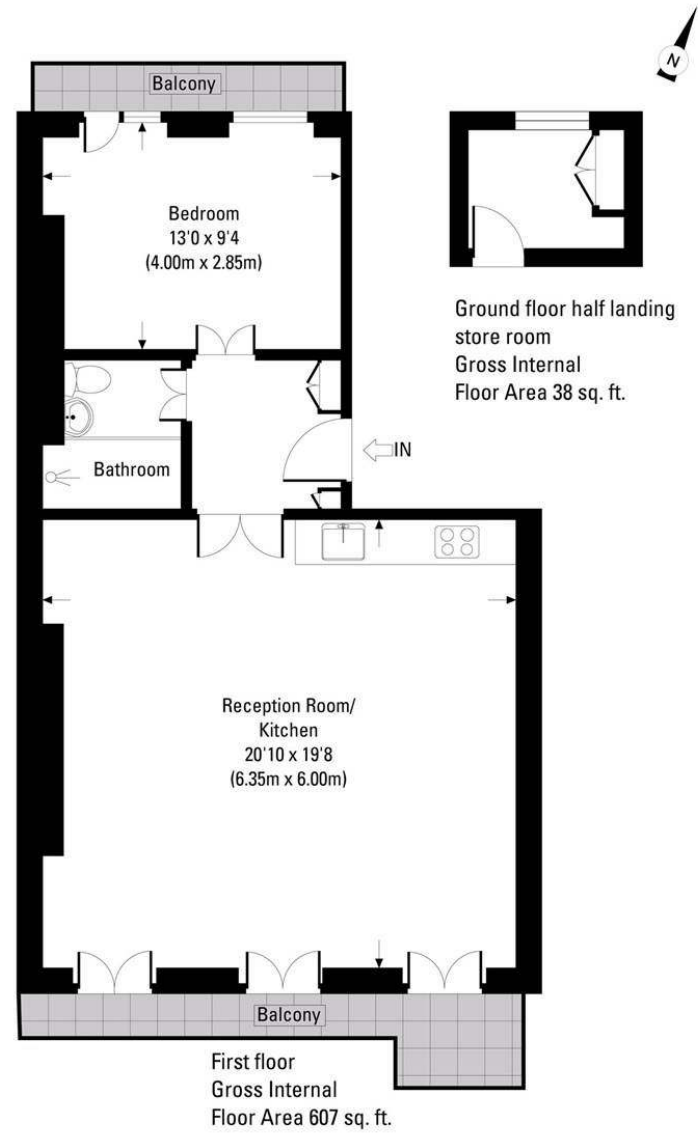 N
Balcony
Bedroom
13'0 x 9'4
(4.00m x 2.85m)
Ground floor half landing
store room
Gross Internal
Floor Area 38 sq. ft.
IN
Bathroom
Reception Room/
Kitchen
20'10 x 19'8
(6.35m x 6.00m)
Balcony
First floor
Gross Internal
Floor Area 607 sq. ft.